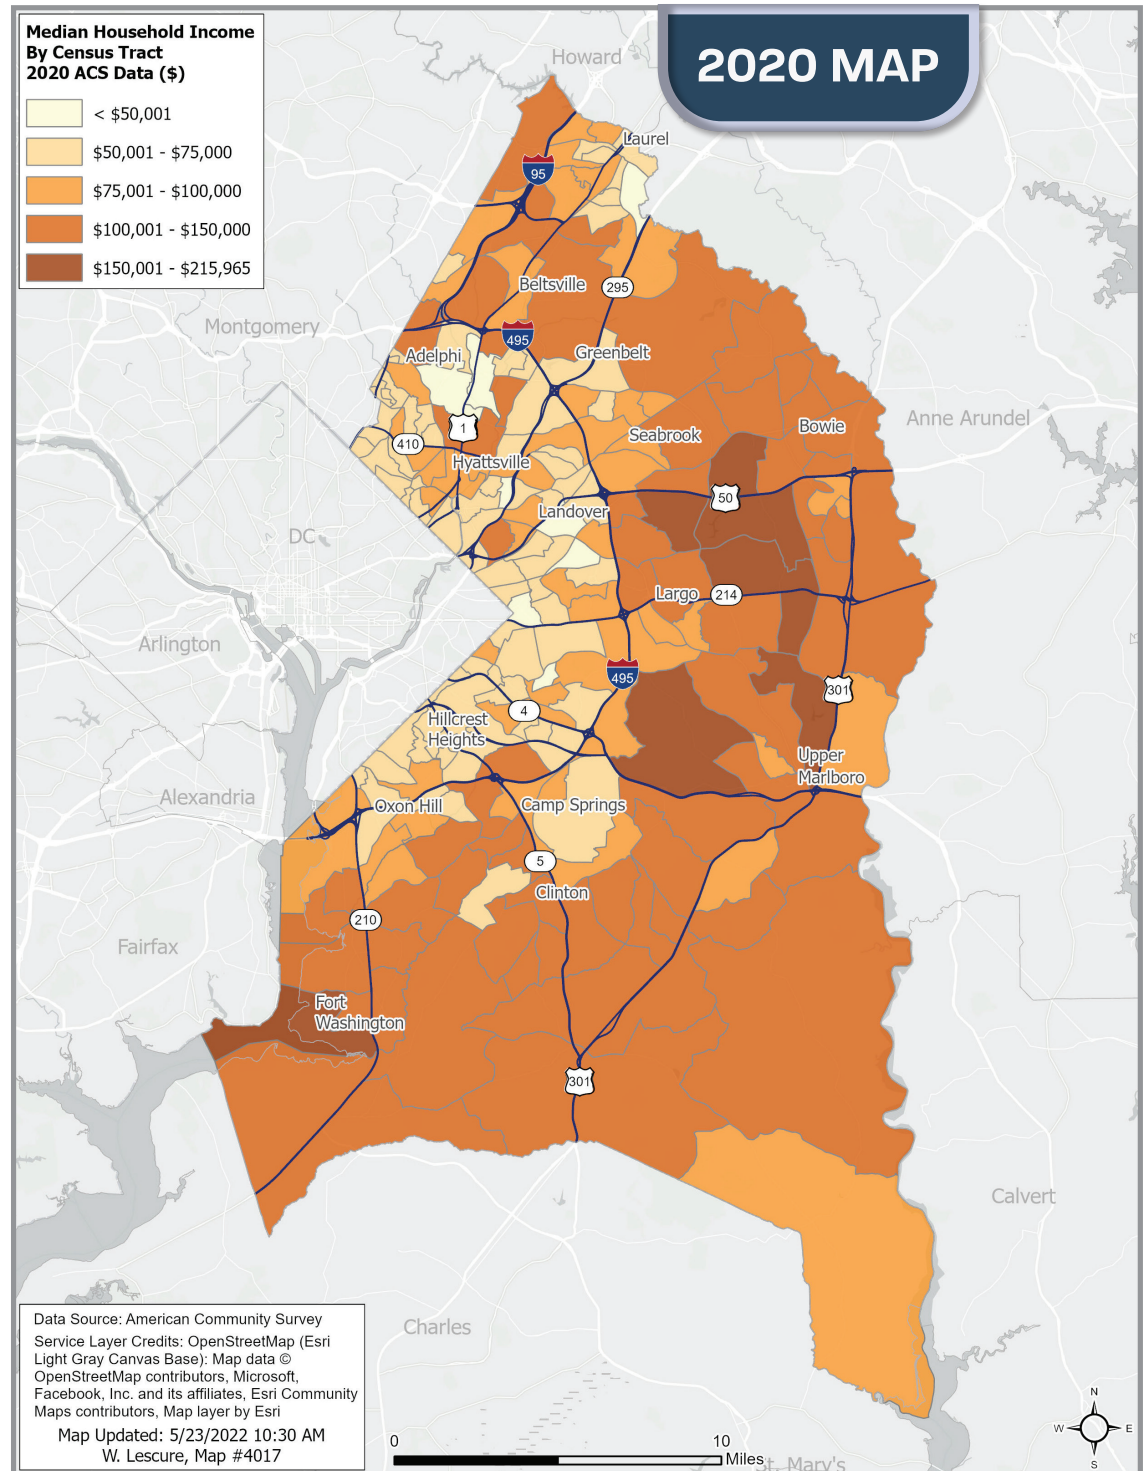 Median Household Income
By Census Tract
2020 ACS Data ($)
< $50,001
$50,001 - $75,000
$75,001 - $100,000
$100,001 - $150,000
$150,001 - $215,965
2020 MAP
Howard
Laurel
95
Beltsville
295
Montgomery
495
Adelphi
Greenbelt
Anne Arundel
1
410
Seabrook
Bowie
Hyattsville
50
Landover
DC
Largo
214
Arlington
495
301
4
Hillcrest
Heights
Upper
Marlboro
Alexandria
Oxon Hill
Camp Springs
5
Clinton
210
Fairfax
Fort
Washington
301
Calvert
Charles
St. Mary's
Data Source: American Community Survey
Service Layer Credits: OpenStreetMap (Esri
Light Gray Canvas Base): Map data ©
OpenStreetMap contributors, Microsoft,
Facebook, Inc. and its affiliates, Esri Community
Maps contributors, Map layer by Esri
Map Updated: 5/23/2022 10:30 AM
W. Lescure, Map #4017
0
10
Miles
N
W
E
S